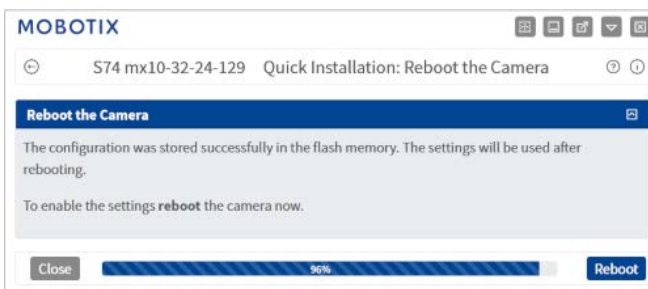 MOBOTIX
S74 mx10-32-24-129 Quick Installation: Reboot the Camera
Reboot the Camera
The configuration was stored successfully in the flash memory. The settings will be used after
rebooting.
To enable the settings reboot the camera now.
Close 96% Reboot